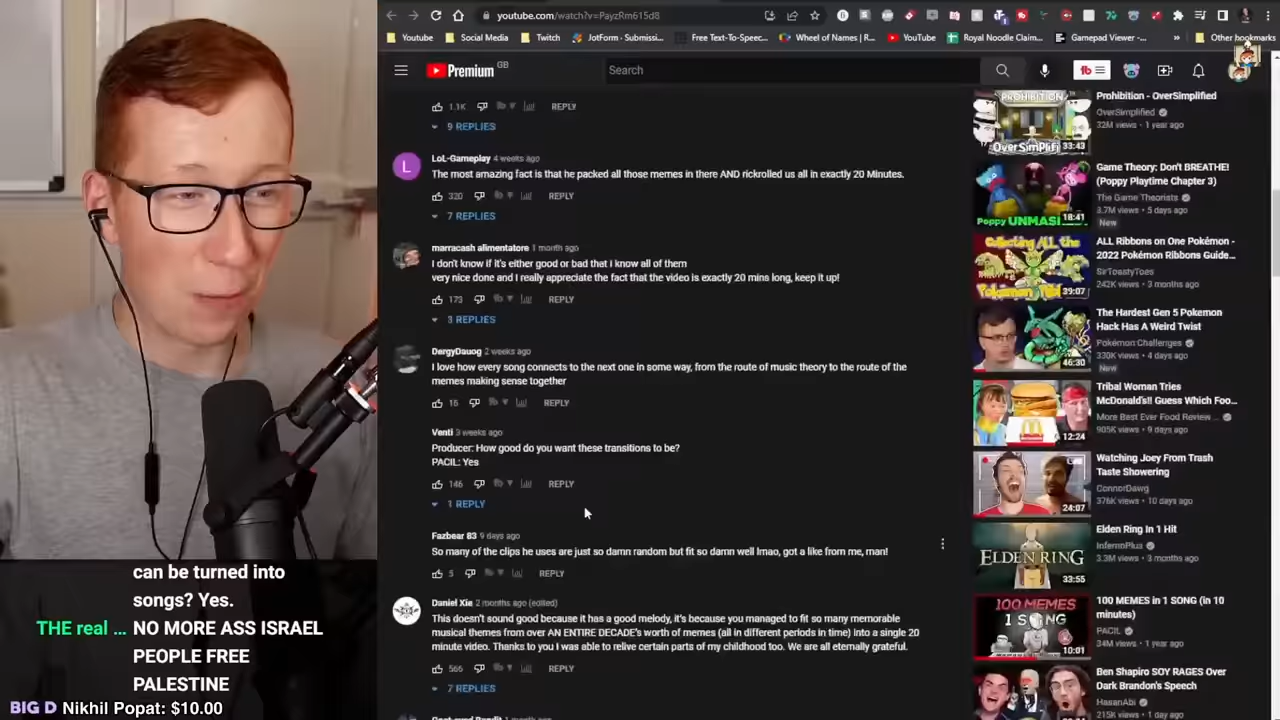 youtube.com/watch?v=PayzRm615d8
Youtube
Social Media
Twitch
JotForm - Submissi...
Free Text-To-Speec...
Wheel of Names | R...
YouTube
Royal Noodle Claim...
Gamepad Viewer -...
»
Other bookmarks
Premium GB
Search
1.1K REPLY
9 REPLIES
L
LoL-Gameplay 4 weeks ago
The most amazing fact is that he packed all those memes in there AND rickrolled us all in exactly 20 Minutes.
320 REPLY
7 REPLIES
marracash alimentatore 1 month ago
I don't know if it's either good or bad that i know all of them
very nice done and I really appreciate the fact that the video is exactly 20 mins long, keep it up!
173 REPLY
3 REPLIES
DergyDauog 2 weeks ago
I love how every song connects to the next one in some way, from the route of music theory to the route of the
memes making sense together
16 REPLY
Venti 3 weeks ago
Producer: How good do you want these transitions to be?
PACIL: Yes
146 REPLY
1 REPLY
Fazbear 83 9 days ago
So many of the clips he uses are just so damn random but fit so damn well lmao, got a like from me, man!
5 REPLY
Daniel Xie 2 months ago (edited)
This doesn't sound good because it has a good melody, it's because you managed to fit so many memorable
musical themes from over AN ENTIRE DECADE's worth of memes (all in different periods in time) into a single 20
minute video. Thanks to you I was able to relive certain parts of my childhood too. We are all eternally grateful.
566 REPLY
7 REPLIES
1 month ago
PROHIBITION
OVERSIMPLIFI
33:43
Prohibition - OverSimplified
OverSimplified
32M views • 1 year ago
Poppy UNMAS
18:41
Game Theory: Don't BREATHE!
(Poppy Playtime Chapter 3)
The Game Theorists
3.7M views • 5 days ago
New
Collecting ALL the
39:07
ALL Ribbons on One Pokémon -
2022 Pokémon Ribbons Guide...
SirToastyToes
242K views • 3 months ago
46:30
The Hardest Gen 5 Pokemon
Hack Has A Weird Twist
Pokemon Challenges
330K views • 4 days ago
New
12:24
Tribal Woman Tries
McDonald's!! Guess Which Foo...
More Best Ever Food Review ...
905K views • 9 days ago
24:07
Watching Joey From Trash
Taste Showering
ConnorDawg
376K views • 10 days ago
ELDEN RING
33:55
Elden Ring In 1 Hit
InfernoPlus
3.3M views • 3 months ago
100 MEMES
1 SONG
10:01
100 MEMES in 1 SONG (in 10
minutes)
PACIL
34M views • 1 year ago
Ben Shapiro SOY RAGES Over
Dark Brandon's Speech
HasanAbi
215K views • 1 day ago
can be turned into
songs? Yes.
THE real ... NO MORE ASS ISRAEL
PEOPLE FREE
PALESTINE
BIG D Nikhil Popat: $10.00